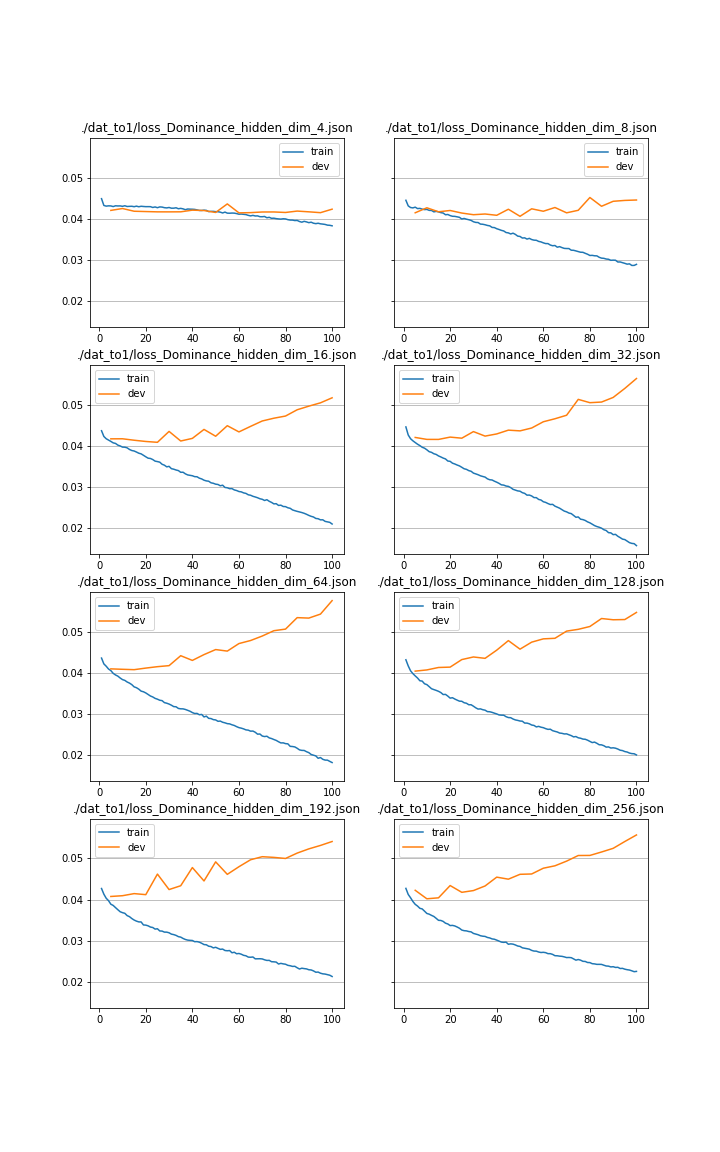 ./dat_to1/loss_Dominance_hidden_dim_4.json
train
dev
0.05
0.04
0.03
0.02
0 20 40 60 80 100
./dat_to1/loss_Dominance_hidden_dim_8.json
train
dev
0 20 40 60 80 100
./dat_to1/loss_Dominance_hidden_dim_16.json
train
dev
0.05
0.04
0.03
0.02
0 20 40 60 80 100
./dat_to1/loss_Dominance_hidden_dim_32.json
train
dev
0 20 40 60 80 100
./dat_to1/loss_Dominance_hidden_dim_64.json
train
dev
0.05
0.04
0.03
0.02
0 20 40 60 80 100
./dat_to1/loss_Dominance_hidden_dim_128.json
train
dev
0 20 40 60 80 100
./dat_to1/loss_Dominance_hidden_dim_192.json
train
dev
0.05
0.04
0.03
0.02
0 20 40 60 80 100
./dat_to1/loss_Dominance_hidden_dim_256.json
train
dev
0 20 40 60 80 100